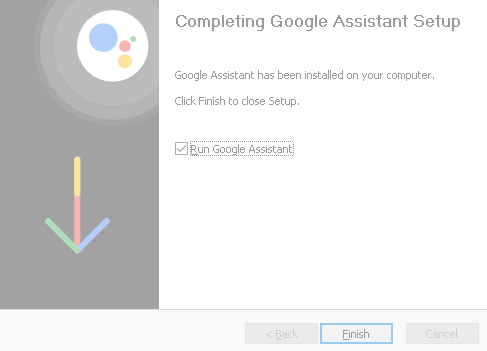 Completing Google Assistant Setup
Google Assistant has been installed on your computer.
Click Finish to close Setup.
Run Google Assistant
< Back
Finish
Cancel